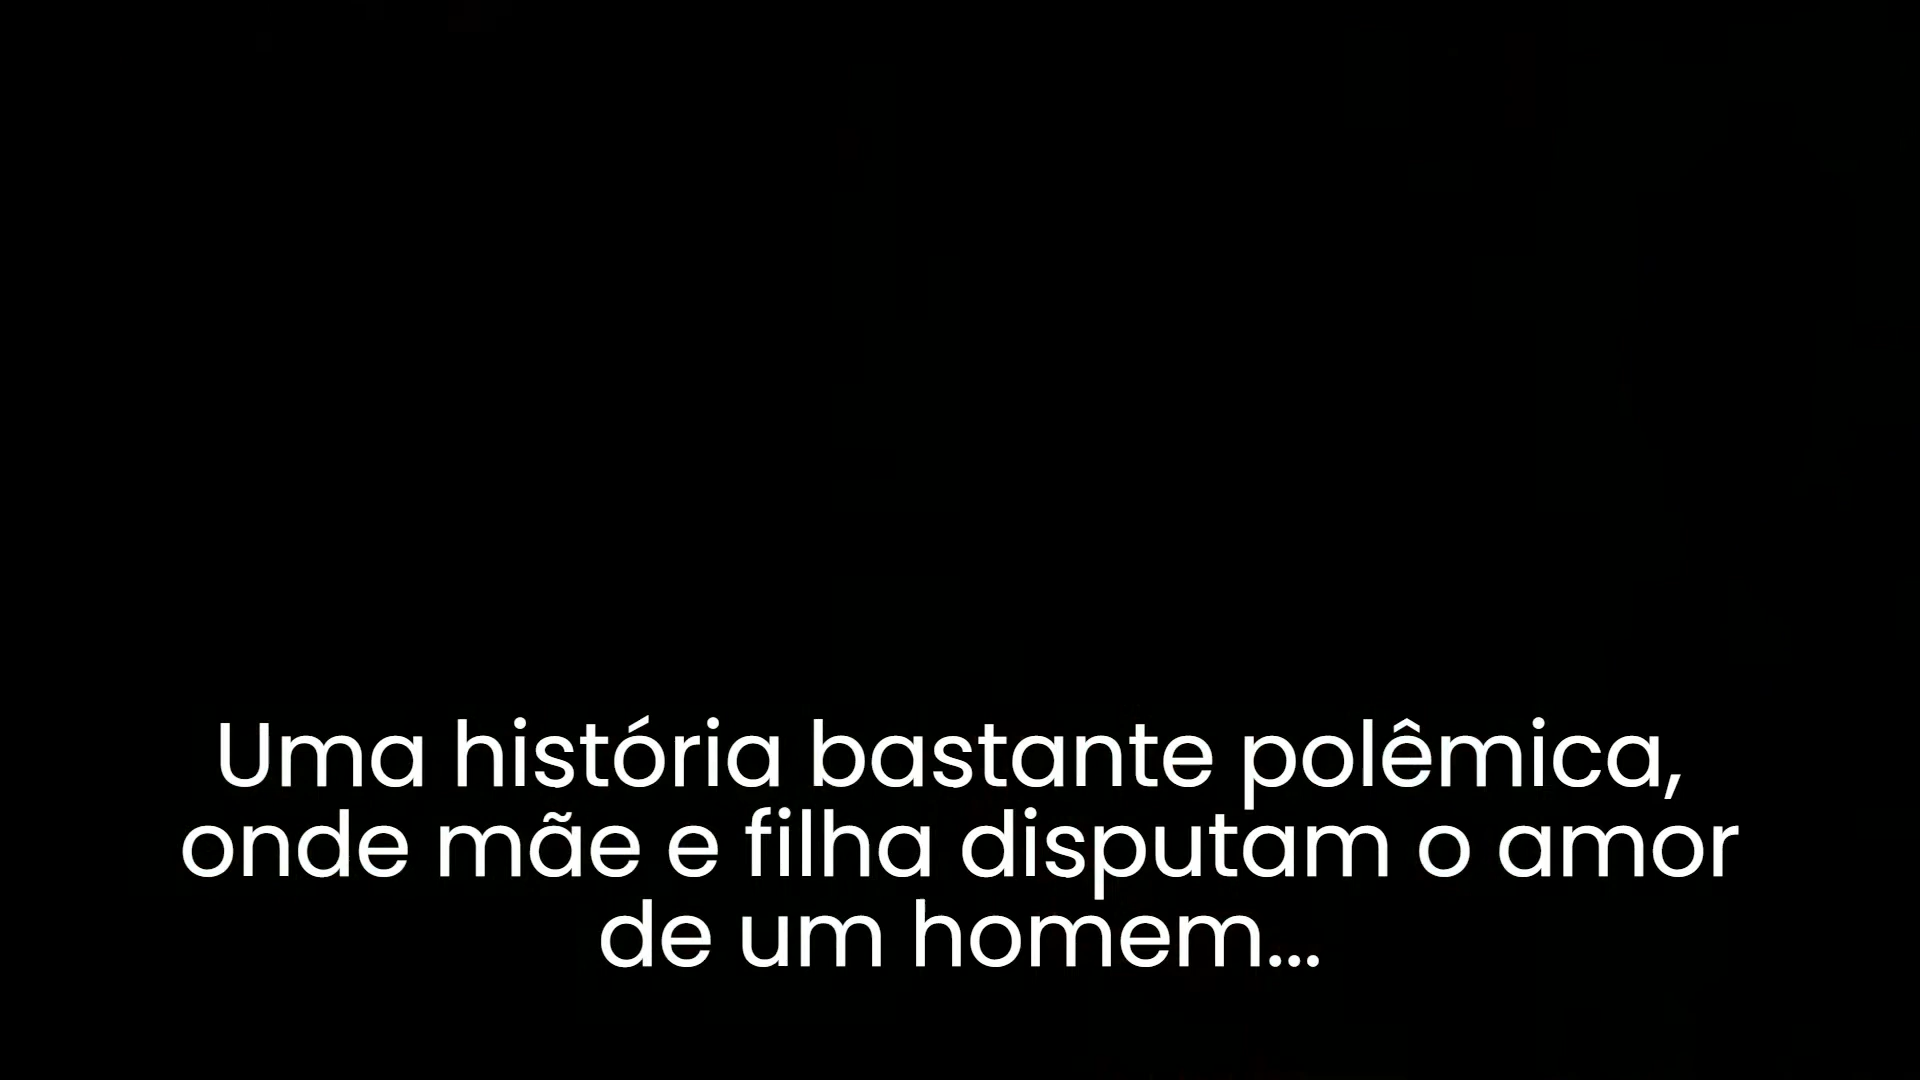 Uma história bastante polêmica,
onde mãe e filha disputam o amor
de um homem...